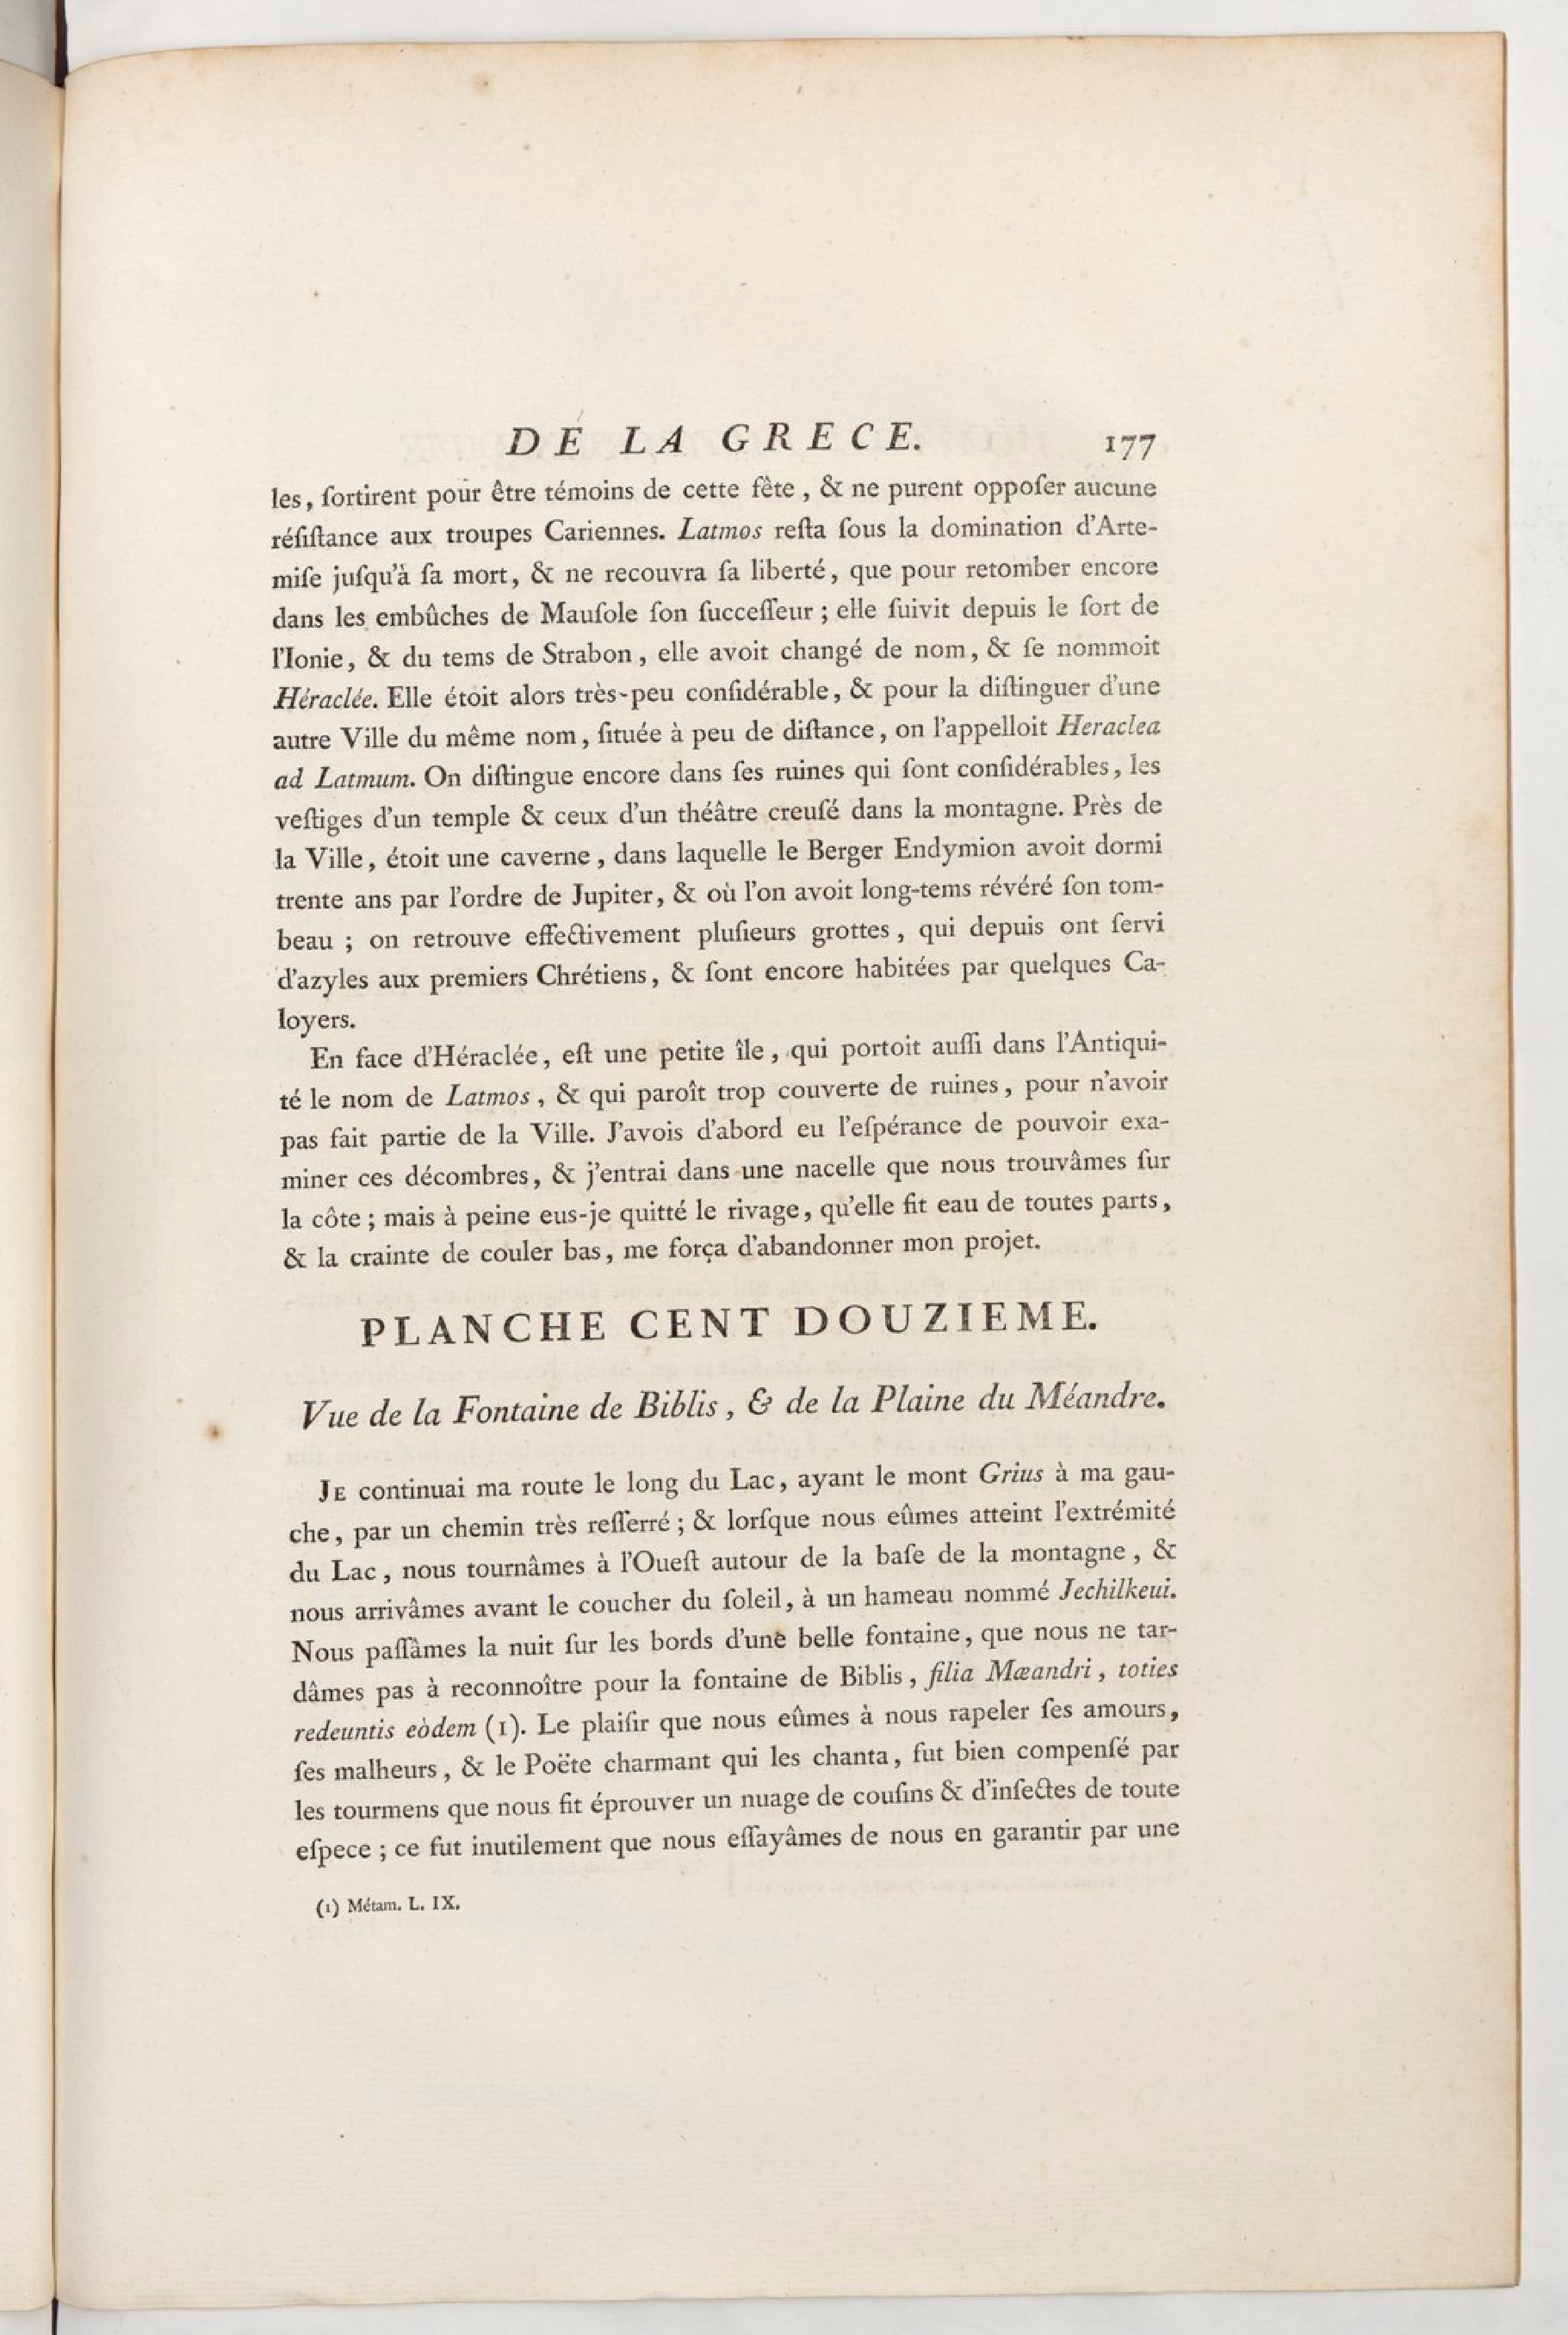 DE LA GRECE. 177
les, ſortirent pour être témoins de cette fête, & ne purent oppoſer aucune
réſiſtance aux troupes Cariennes. Latmos reſta ſous la domination d'Arte-
miſe juſqu'à ſa mort, & ne recouvra ſa liberté, que pour retomber encore
dans les embûches de Mauſole ſon ſucceſſeur ; elle ſuivit depuis le ſort de
l'Ionie, & du tems de Strabon, elle avoit changé de nom, & ſe nommoit
Héraclée. Elle étoit alors très-peu conſidérable, & pour la diſtinguer d'une
autre Ville du même nom, ſituée à peu de diſtance, on l'appelloit Heraclea
ad Latmum. On diſtingue encore dans ſes ruines qui ſont conſidérables, les
veſtiges d'un temple & ceux d'un théâtre creuſé dans la montagne. Près de
la Ville, étoit une caverne, dans laquelle le Berger Endymion avoit dormi
trente ans par l'ordre de Jupiter, & où l'on avoit long-tems révéré ſon tom-
beau ; on retrouve effectivement pluſieurs grottes, qui depuis ont ſervi
d'azyles aux premiers Chrétiens, & ſont encore habitées par quelques Ca-
loyers.
En face d'Héraclée, eſt une petite île, qui portoit auſſi dans l'Antiqui-
té le nom de Latmos, & qui paroît trop couverte de ruines, pour n'avoir
pas fait partie de la Ville. J'avois d'abord eu l'eſpérance de pouvoir exa-
miner ces décombres, & j'entrai dans une nacelle que nous trouvâmes ſur
la côte ; mais à peine eus-je quitté le rivage, qu'elle fit eau de toutes parts,
& la crainte de couler bas, me força d'abandonner mon projet.
PLANCHE CENT DOUZIEME.
Vue de la Fontaine de Biblis, & de la Plaine du Méandre.
JE continuai ma route le long du Lac, ayant le mont Grius à ma gau-
che, par un chemin très reſſerré ; & lorſque nous eûmes atteint l'extrémité
du Lac, nous tournâmes à l'Oueſt autour de la baſe de la montagne, &
nous arrivâmes avant le coucher du ſoleil, à un hameau nommé Jechilkeui.
Nous paſſâmes la nuit ſur les bords d'une belle fontaine, que nous ne tar-
dâmes pas à reconnoître pour la fontaine de Biblis, filia Mæandri, toties
redeuntis eòdem (1). Le plaiſir que nous eûmes à nous rapeler ſes amours,
ſes malheurs, & le Poëte charmant qui les chanta, fut bien compenſé par
les tourmens que nous fit éprouver un nuage de couſins & d'inſectes de toute
eſpece ; ce fut inutilement que nous eſſayâmes de nous en garantir par une
(1) Métam. L. IX.